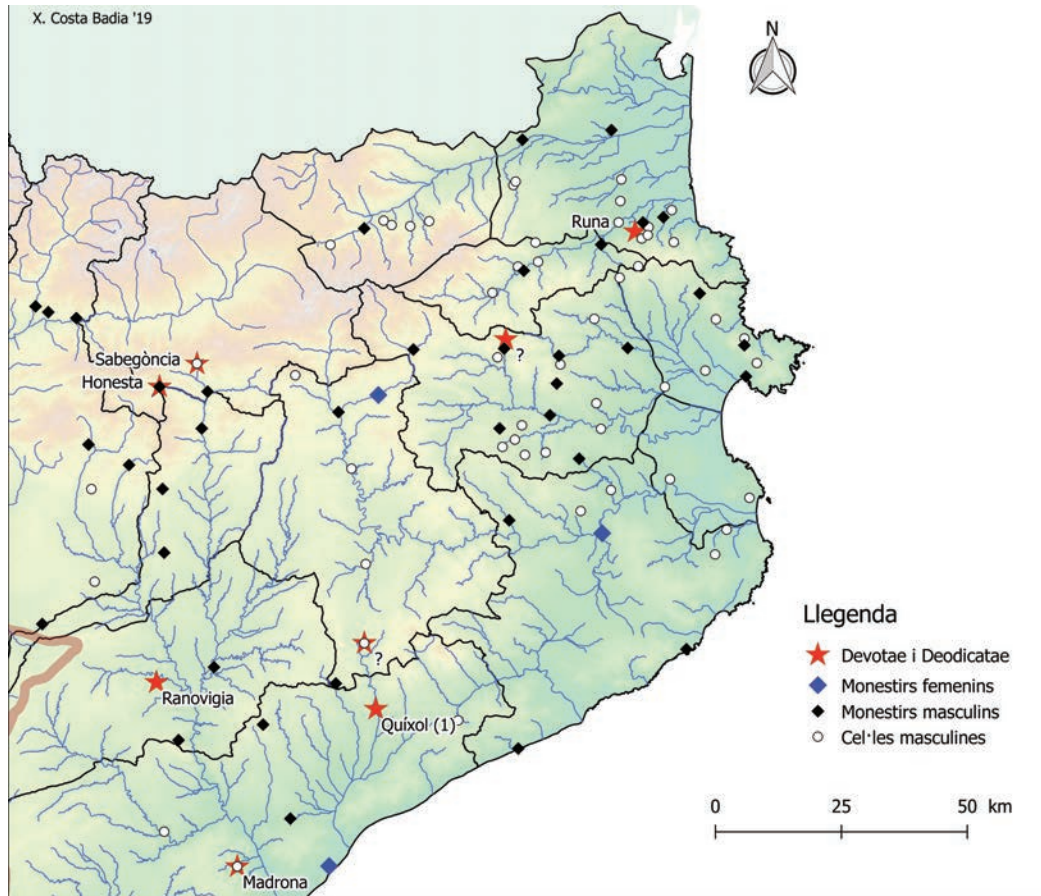 X. Costa Badia '19
N
Runa
?
Sabegòncia
Honesta
?
Ranovigia
Quíxol (1)
Madrona
Llegenda
Devotae i Deodicatae
Monestirs femenins
Monestirs masculins
Cel·les masculines
0 25 50 km